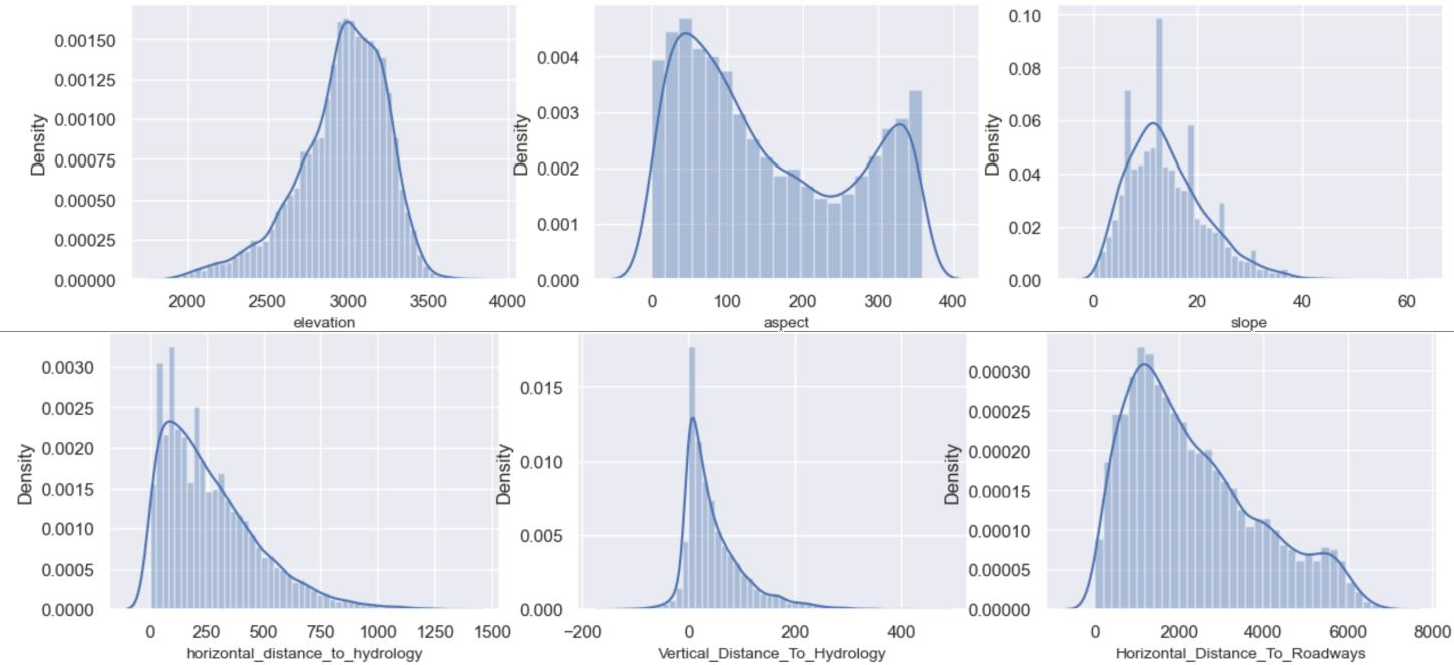 Density
0.00150
0.00125
0.00100
0.00075
0.00050
0.00025
0.00000
2000 2500 3000 3500 4000
elevation
Density
0.004
0.003
0.002
0.001
0.000
0 100 200 300 400
aspect
Density
0.10
0.08
0.06
0.04
0.02
0.00
0 20 40 60
slope
Density
0.0030
0.0025
0.0020
0.0015
0.0010
0.0005
0.0000
0 250 500 750 1000 1250 1500
horizontal_distance_to_hydrology
Density
0.015
0.010
0.005
0.000
−200 0 200 400
Vertical_Distance_To_Hydrology
Density
0.00030
0.00025
0.00020
0.00015
0.00010
0.00005
0.00000
0 2000 4000 6000 8000
Horizontal_Distance_To_Roadways